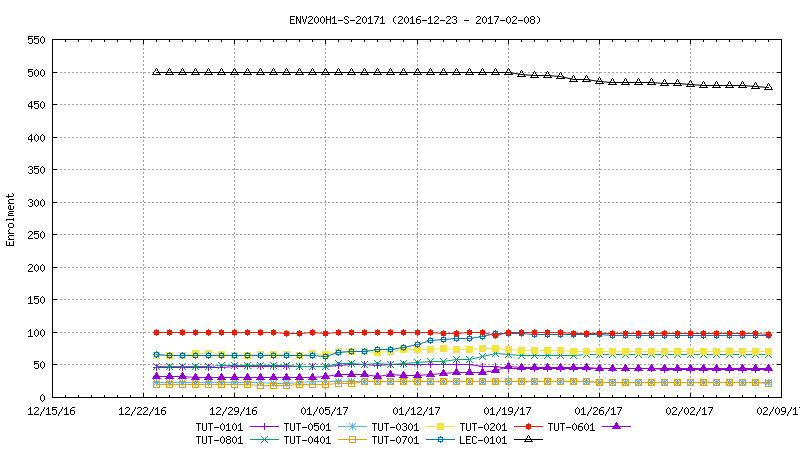 ENV200H1-S-20171 (2016-12-23 - 2017-02-08)
550
500
450
400
350
300
250
200
150
100
50
0
Enrolment
12/15/16 12/22/16 12/29/16 01/05/17 01/12/17 01/19/17 01/26/17 02/02/17 02/09/1
TUT-0101 TUT-0501 TUT-0301 TUT-0201 TUT-0601
TUT-0801 TUT-0401 TUT-0701 LEC-0101